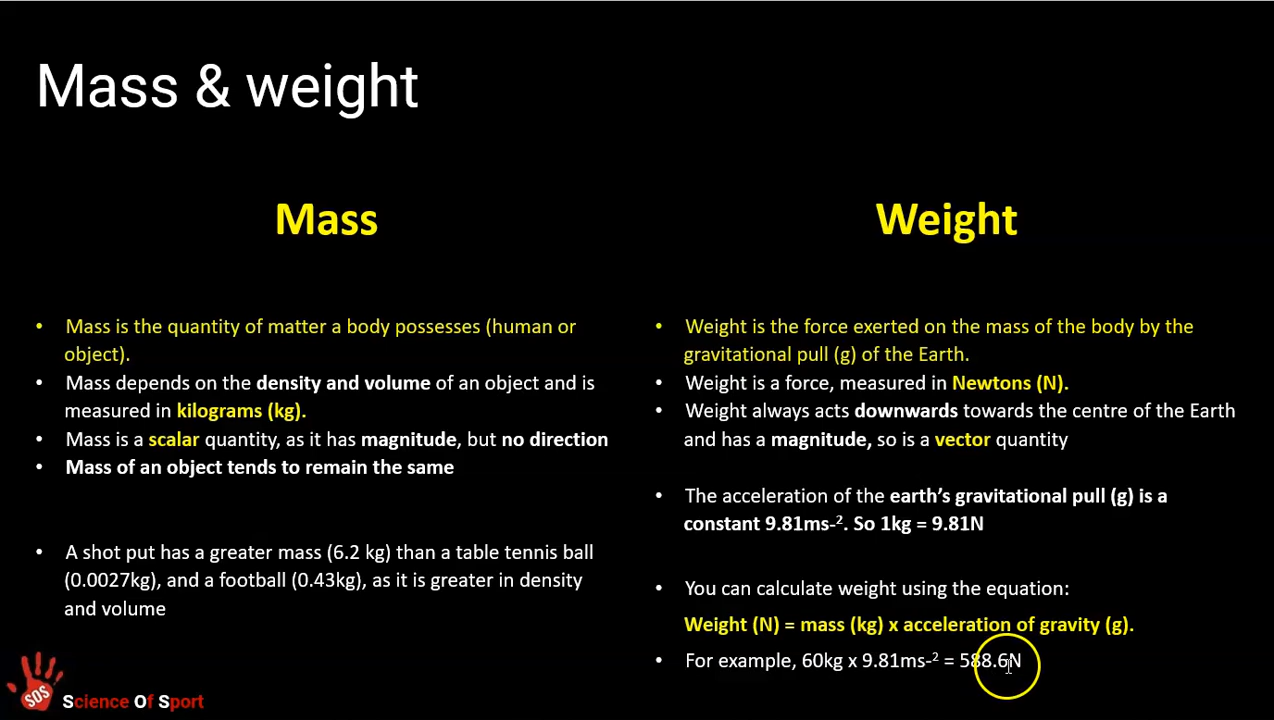 Mass & weight
Mass
• Mass is the quantity of matter a body possesses (human or
object).
• Mass depends on the density and volume of an object and is
measured in kilograms (kg).
• Mass is a scalar quantity, as it has magnitude, but no direction
• Mass of an object tends to remain the same
• A shot put has a greater mass (6.2 kg) than a table tennis ball
(0.0027kg), and a football (0.43kg), as it is greater in density
and volume
Weight
• Weight is the force exerted on the mass of the body by the
gravitational pull (g) of the Earth.
• Weight is a force, measured in Newtons (N).
• Weight always acts downwards towards the centre of the Earth
and has a magnitude, so is a vector quantity
• The acceleration of the earth’s gravitational pull (g) is a
constant 9.81ms-². So 1kg = 9.81N
• You can calculate weight using the equation:
Weight (N) = mass (kg) x acceleration of gravity (g).
• For example, 60kg x 9.81ms-² = 588.6N
SOS
Science Of Sport